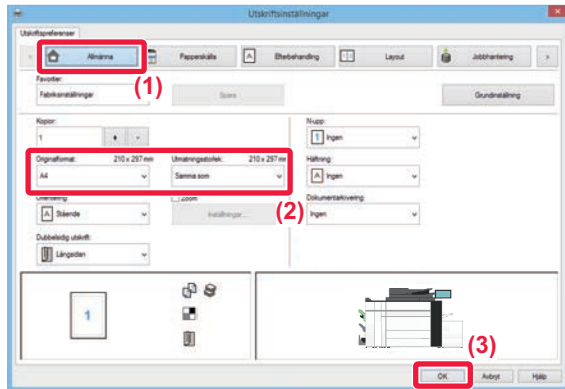 Utskriftsinställningar
Utskriftspreferenser
Allmänna
Papperskälla
Efterbehandling
Layout
Jobbhantering
(1)
Favoriter:
Fabriksinställningar
Spara
Grundinställning
Kopior:
1
+ -
N-upp:
1 Ingen
Originalformat: 210 x 297 mm
Utmatningsstorlek: 210 x 297 mm
Häftning:
A4
Samma som
A Ingen
(2)
Orientering:
Zoom
Dokumentarkivering:
A Stående
Inställningar...
Ingen
Dubbelsidig utskrift:
Långsidan
1
(3)
OK
Avbryt
Hjälp